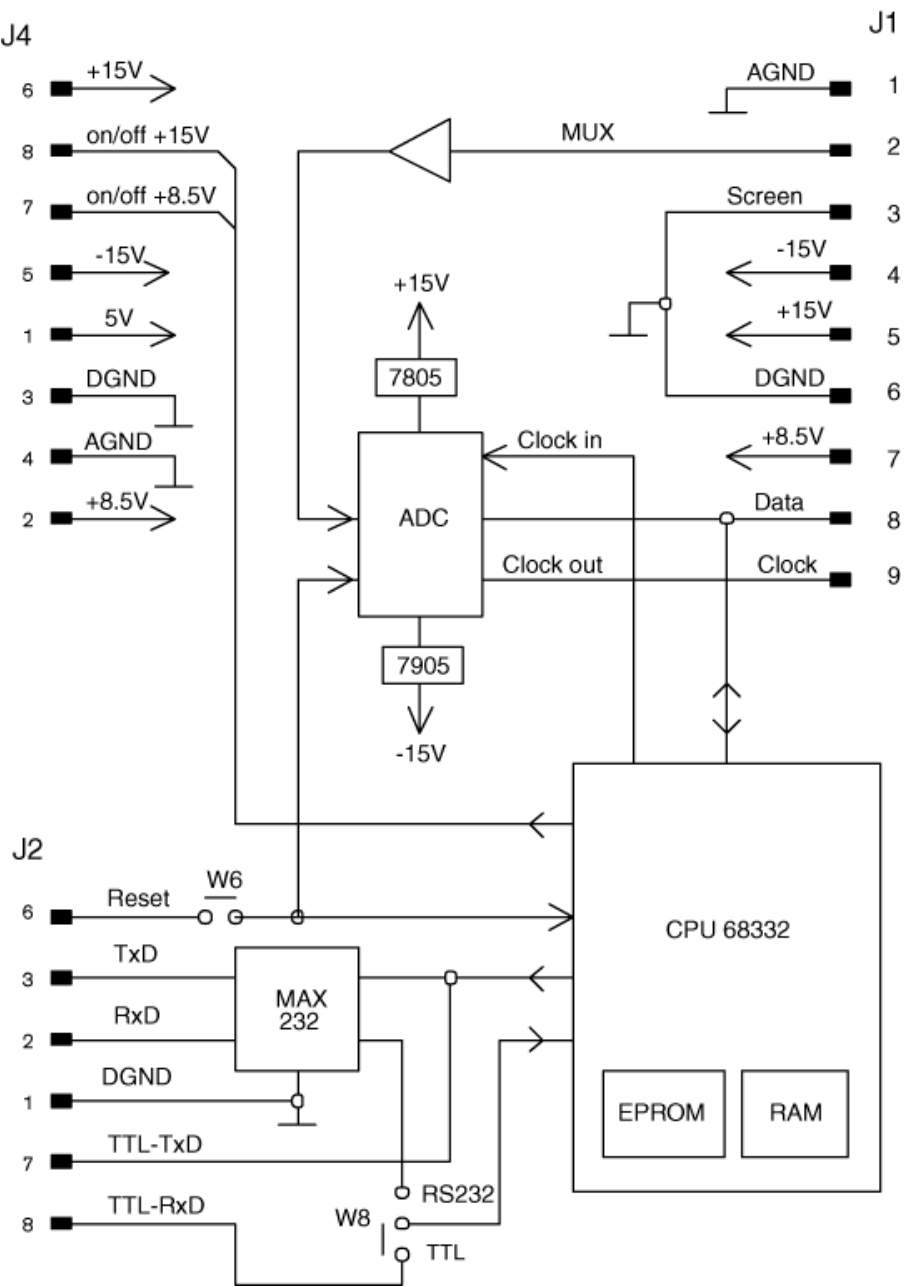 J4
J1
6 +15V
AGND 1
8 on/off +15V
MUX 2
7 on/off +8.5V
Screen 3
5 -15V
-15V 4
+15V
1 5V
+15V 5
7805
3 DGND
DGND 6
4 AGND
Clock in
+8.5V 7
2 +8.5V
ADC
Data 8
Clock out
Clock 9
7905
-15V
J2
W6
6 Reset
CPU 68332
3 TxD
MAX
232
2 RxD
1 DGND
EPROM
RAM
7 TTL-TxD
RS232
8 TTL-RxD
W8
TTL